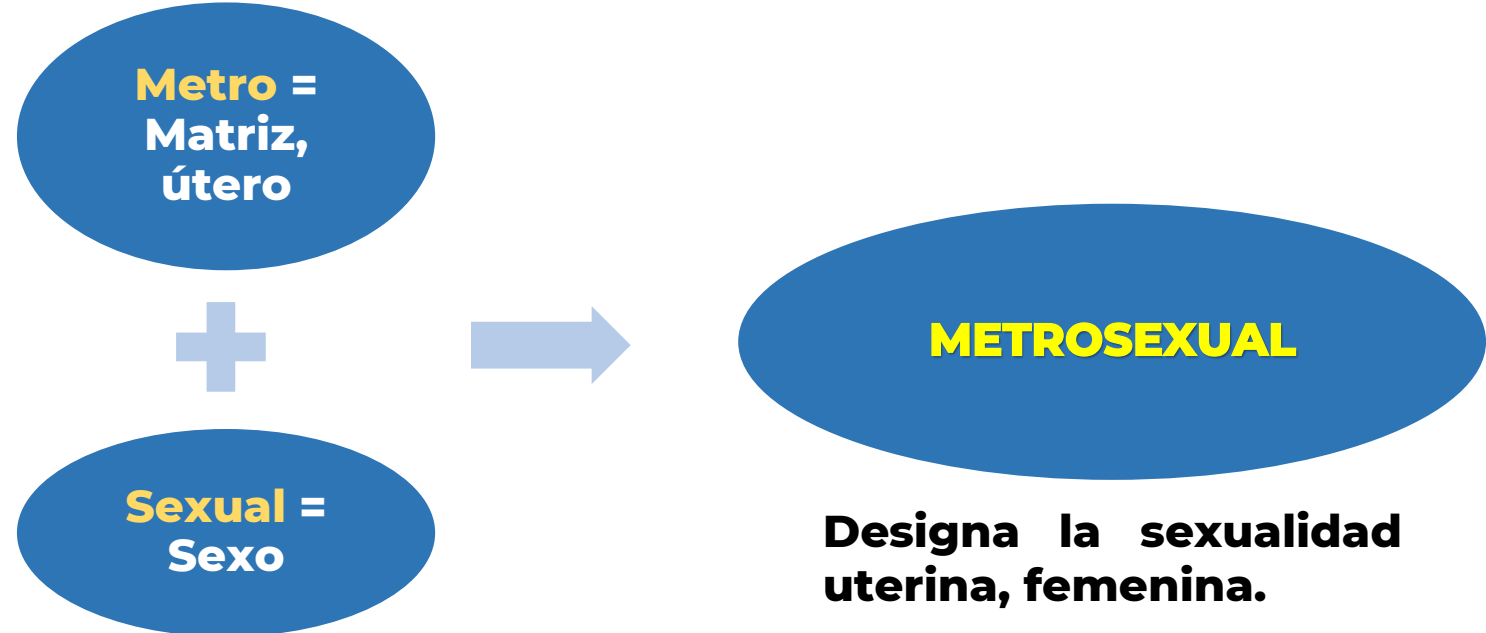 Metro =
Matriz,
útero
Sexual =
Sexo
METROSEXUAL
Designa la sexualidad
uterina, femenina.